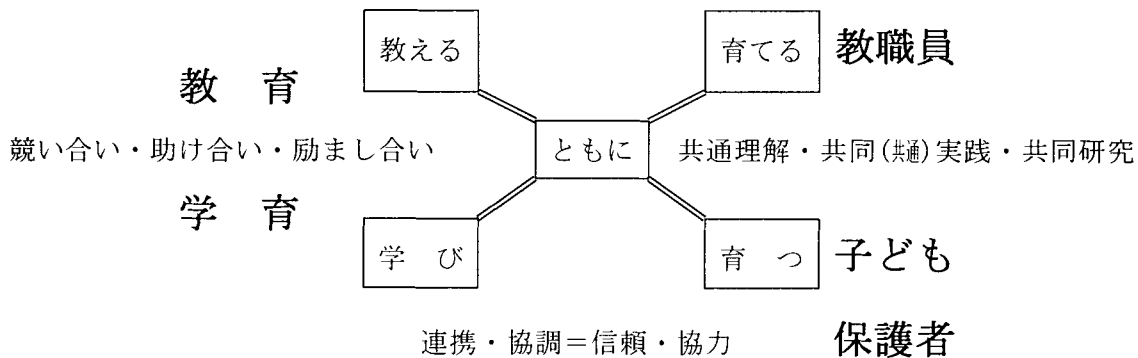 教える
育てる 教職員
教 育
競い合い・助け合い・励まし合い ともに 共通理解・共同(共通)実践・共同研究
学 育
学 び
育 つ 子ども
連携・協調=信頼・協力 保護者